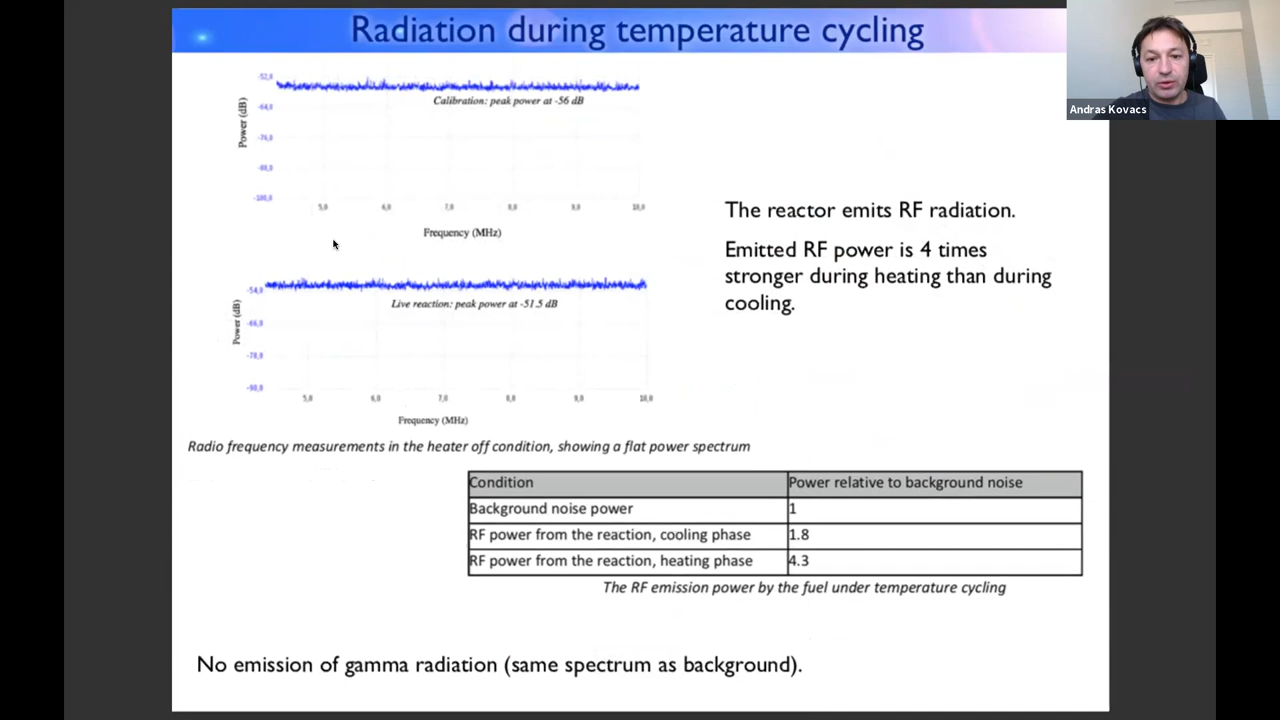 Radiation during temperature cycling
Andras Kovacs
-52,0
-64,0
-76,0
-88,0
-100,0
Power (dB)
Calibration: peak power at -56 dB
5,0 6,0 7,0 8,0 9,0 10,0
Frequency (MHz)
-54,0
-66,0
-78,0
-90,0
Power (dB)
Live reaction: peak power at -51.5 dB
5,0 6,0 7,0 8,0 9,0 10,0
Frequency (MHz)
Radio frequency measurements in the heater off condition, showing a flat power spectrum
The reactor emits RF radiation.
Emitted RF power is 4 times
stronger during heating than during
cooling.
Condition Power relative to background noise
Background noise power 1
RF power from the reaction, cooling phase 1.8
RF power from the reaction, heating phase 4.3
The RF emission power by the fuel under temperature cycling
No emission of gamma radiation (same spectrum as background).